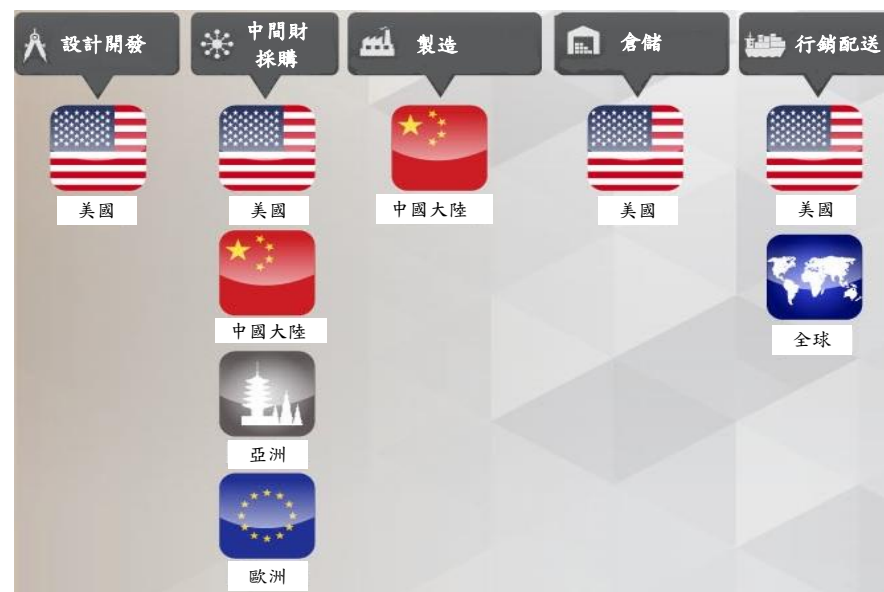 設計開發
中間財
採購
製造
倉儲
行銷配送
美國
美國
中國大陸
美國
美國
中國大陸
全球
亞洲
歐洲